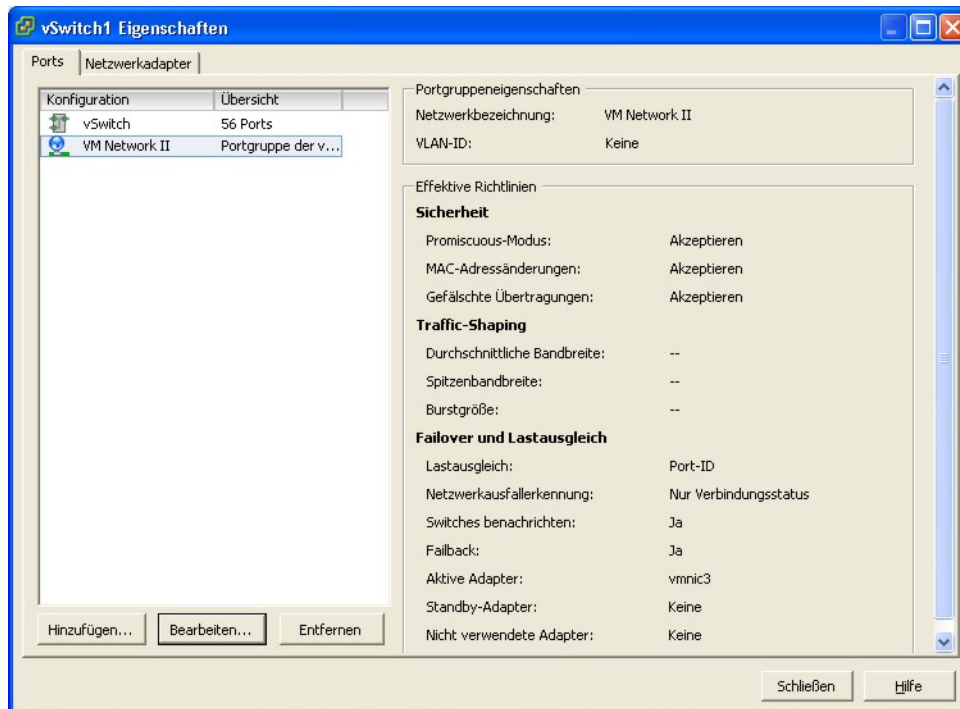 vSwitch1 Eigenschaften
Ports Netzwerkadapter
Konfiguration Übersicht
vSwitch 56 Ports
VM Network II Portgruppe der v...
Hinzufügen... Bearbeiten... Entfernen
Portgruppeneigenschaften
Netzwerkbezeichnung: VM Network II
VLAN-ID: Keine
Effektive Richtlinien
Sicherheit
Promiscuous-Modus: Akzeptieren
MAC-Adressänderungen: Akzeptieren
Gefälschte Übertragungen: Akzeptieren
Traffic-Shaping
Durchschnittliche Bandbreite: --
Spitzenbandbreite: --
Burstgröße: --
Failover und Lastausgleich
Lastausgleich: Port-ID
Netzwerkausfallerkennung: Nur Verbindungsstatus
Switches benachrichten: Ja
Failback: Ja
Aktive Adapter: vmnic3
Standby-Adapter: Keine
Nicht verwendete Adapter: Keine
Schließen Hilfe